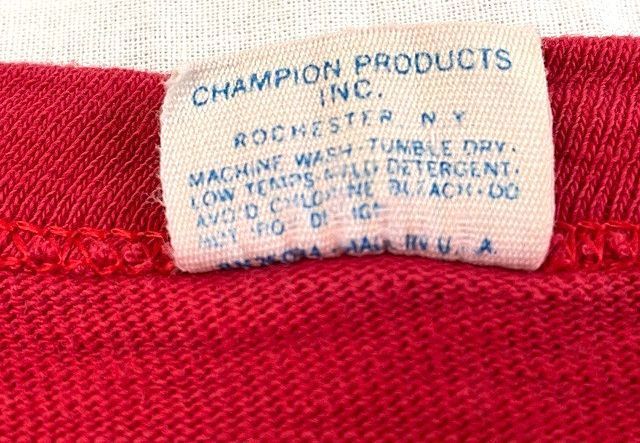 CHAMPION PRODUCTS
INC.
ROCHESTER N Y
MACHINE WASH-TUMBLE DRY.
LOW TEMPS-MILD DETERGENT.
AVOID CHLORINE BLEACH-DO
NOT
MADE IN U.S.A.